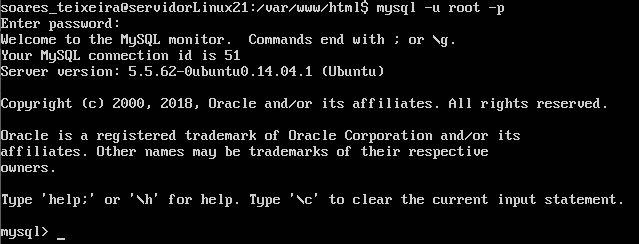 soares_teixeira@servidorLinux21:/var/www/html$ mysql -u root -p
Enter password:
Welcome to the MySQL monitor.  Commands end with ; or \g.
Your MySQL connection id is 51
Server version: 5.5.62-0ubuntu0.14.04.1 (Ubuntu)
Copyright (c) 2000, 2018, Oracle and/or its affiliates. All rights reserved.
Oracle is a registered trademark of Oracle Corporation and/or its
affiliates. Other names may be trademarks of their respective
owners.
Type 'help;' or '\h' for help. Type '\c' to clear the current input statement.
mysql> _